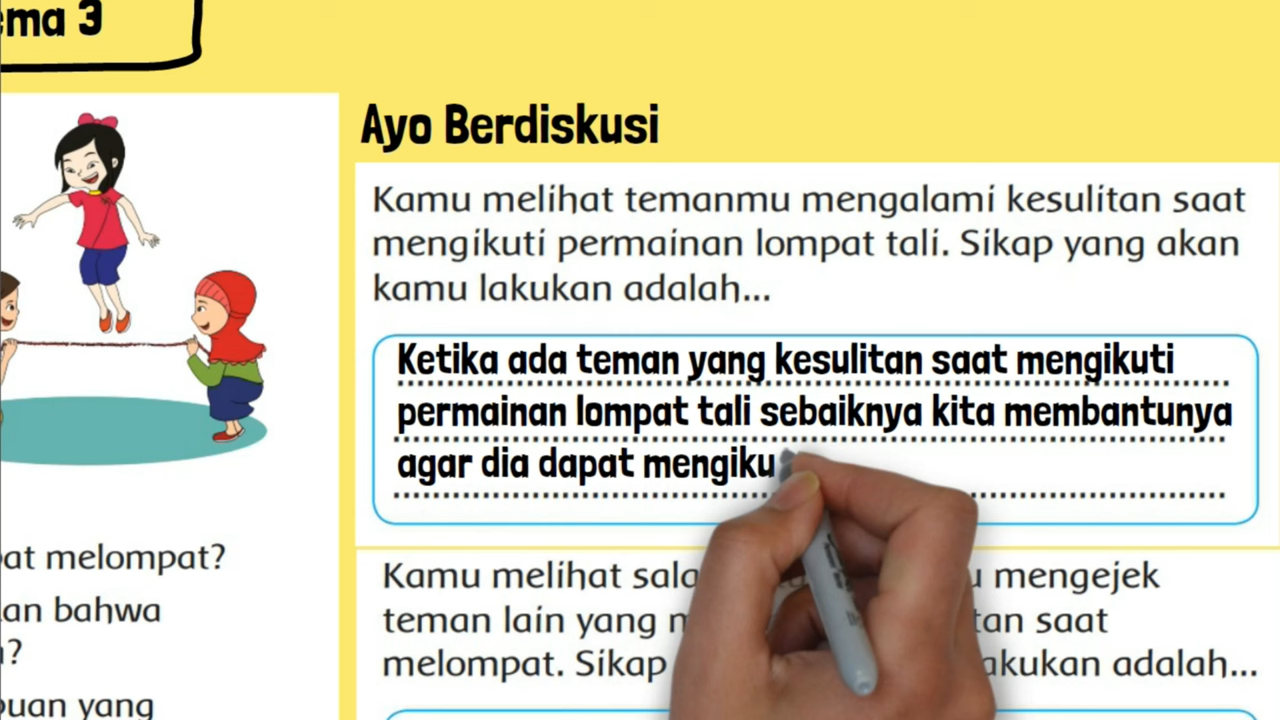 ema 3
Ayo Berdiskusi
Kamu melihat temanmu mengalami kesulitan saat
mengikuti permainan lompat tali. Sikap yang akan
kamu lakukan adalah...
Ketika ada teman yang kesulitan saat mengikuti
permainan lompat tali sebaiknya kita membantunya
agar dia dapat mengiku
Kamu melihat sala mengejek
teman lain yang saat
melompat. Sikap akukan adalah...
at melompat?
an bahwa
?
uan yang